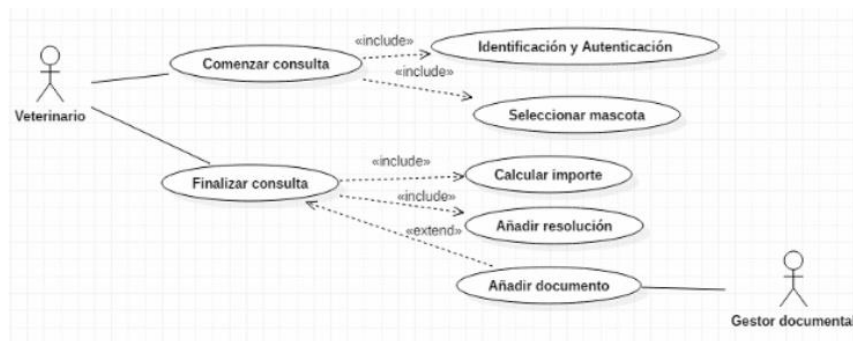 «include»
Identificación y Autenticación
Comenzar consulta
«include»
Veterinario
Seleccionar mascota
«include»
Calcular importe
Finalizar consulta
«include»
Añadir resolución
«extend»
Añadir documento
Gestor documental